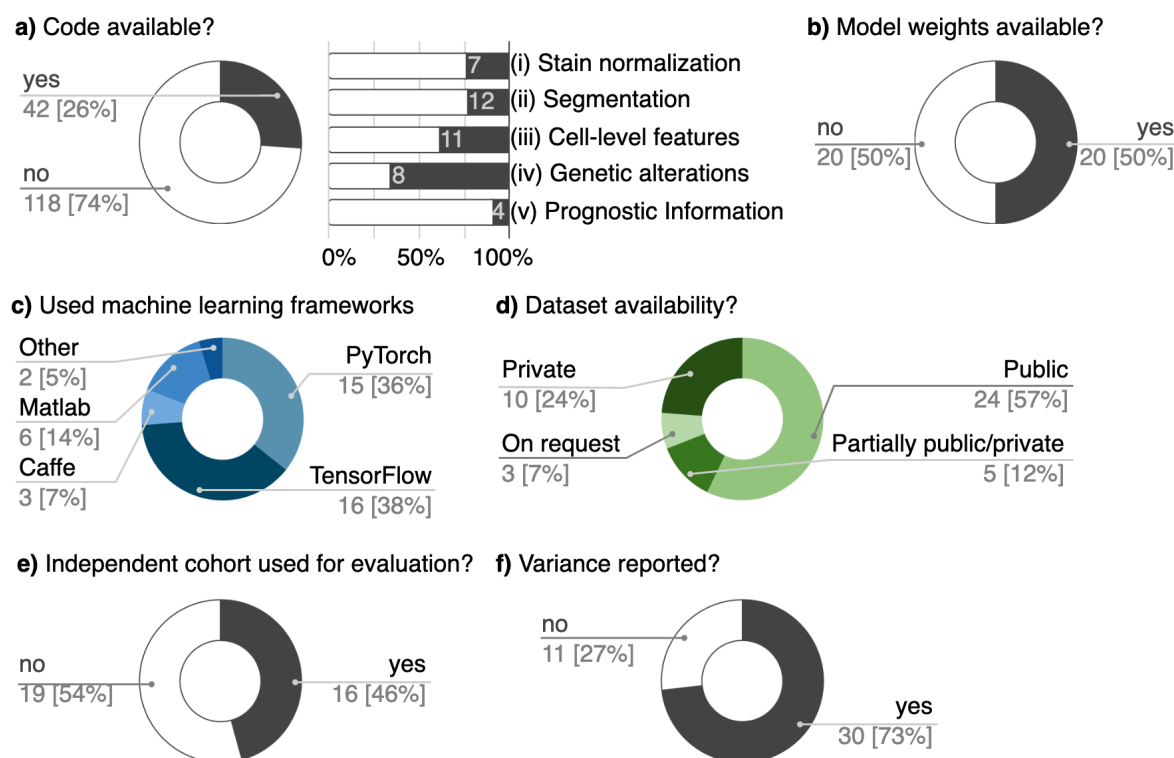 a) Code available?
yes
42 [26%]
no
118 [74%]
7
(i) Stain normalization
12
(ii) Segmentation
11
(iii) Cell-level features
8
(iv) Genetic alterations
4
(v) Prognostic Information
0%
50%
100%
b) Model weights available?
no
20 [50%]
yes
20 [50%]
c) Used machine learning frameworks
Other
2 [5%]
Matlab
6 [14%]
Caffe
3 [7%]
PyTorch
15 [36%]
TensorFlow
16 [38%]
d) Dataset availability?
Private
10 [24%]
On request
3 [7%]
Public
24 [57%]
Partially public/private
5 [12%]
e) Independent cohort used for evaluation?
no
19 [54%]
yes
16 [46%]
f) Variance reported?
no
11 [27%]
yes
30 [73%]